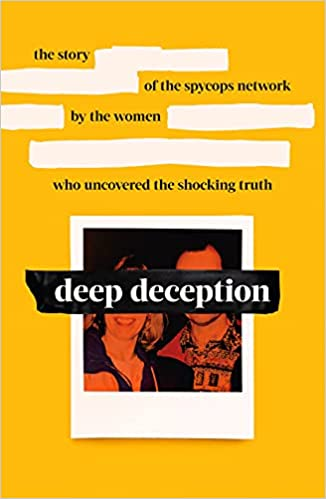 the story
of the spycops network
by the women
who uncovered the shocking truth
deep deception